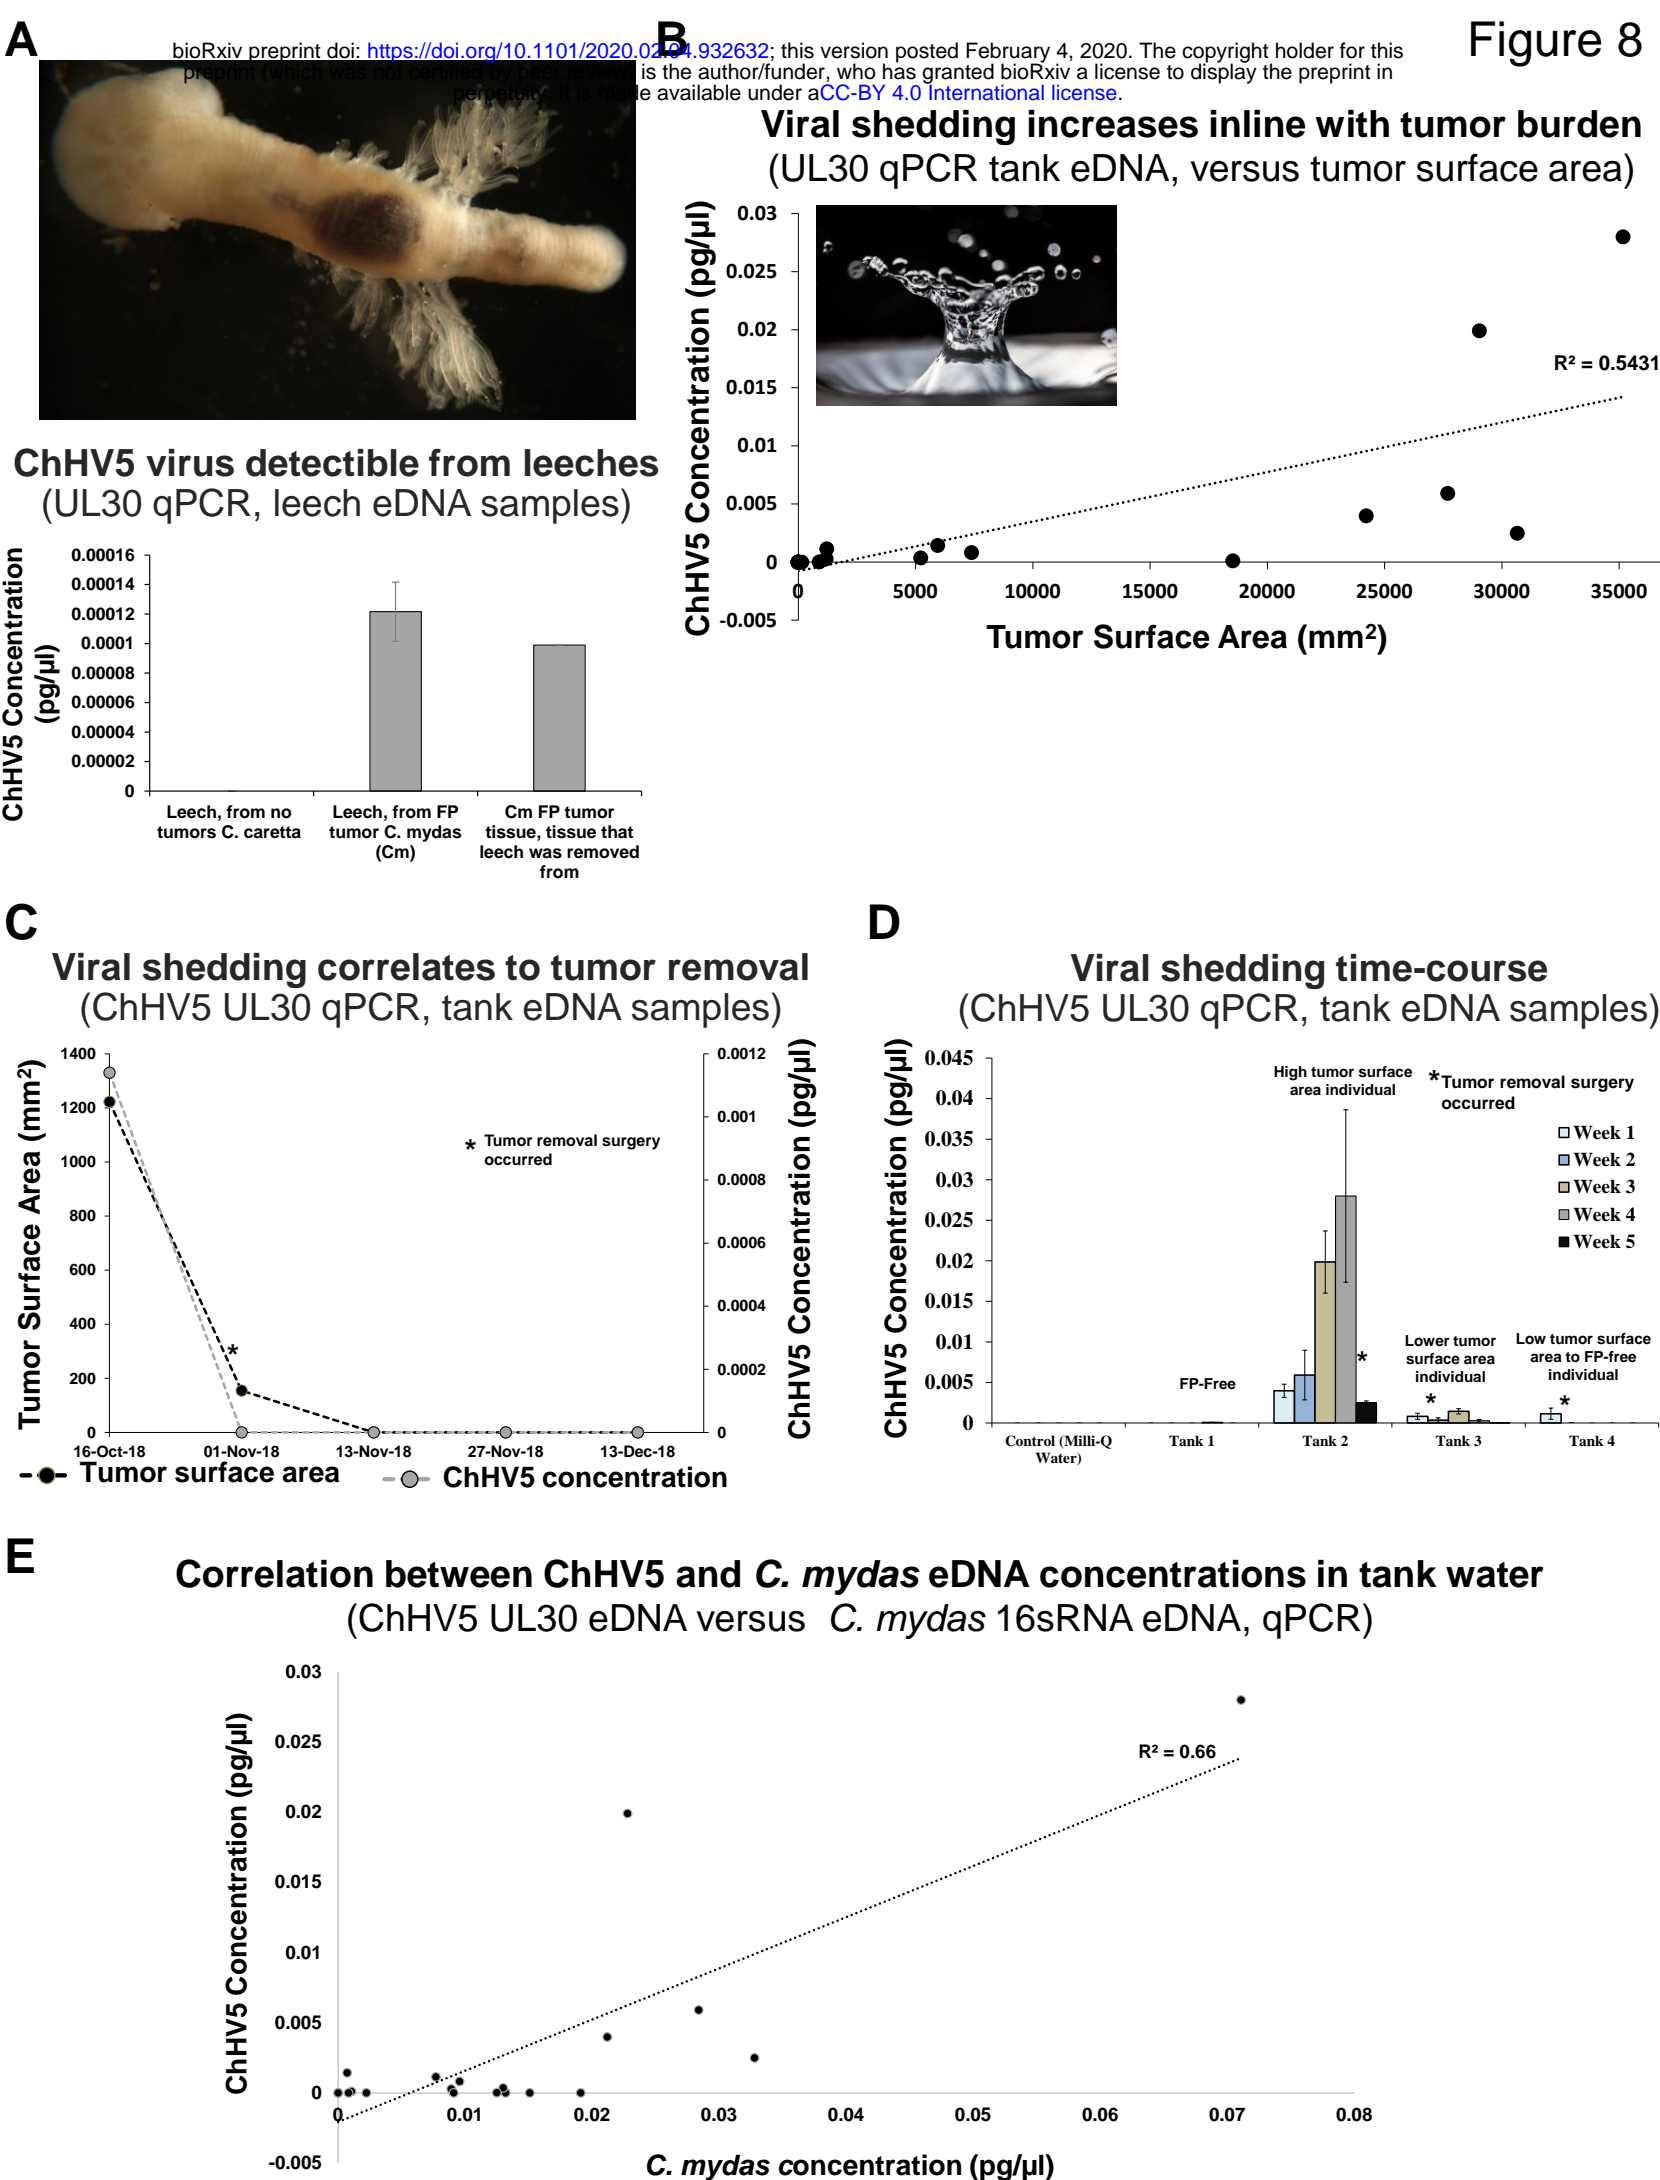 A
B
Figure 8
bioRxiv preprint doi: https://doi.org/10.1101/2020.02.04.932632; this version posted February 4, 2020. The copyright holder for this
preprint (which was not certified by peer review) is the author/funder, who has granted bioRxiv a license to display the preprint in
perpetuity. It is made available under aCC-BY 4.0 International license.
ChHV5 virus detectible from leeches
(UL30 qPCR, leech eDNA samples)
ChHV5 Concentration
(pg/µl)
0.00016
0.00014
0.00012
0.0001
0.00008
0.00006
0.00004
0.00002
0
Leech, from no
tumors C. caretta
Leech, from FP
tumor C. mydas
(Cm)
Cm FP tumor
tissue, tissue that
leech was removed
from
Viral shedding increases inline with tumor burden
(UL30 qPCR tank eDNA, versus tumor surface area)
ChHV5 Concentration (pg/µl)
0.03
0.025
0.02
0.015
0.01
0.005
0
-0.005
R² = 0.5431
0 5000 10000 15000 20000 25000 30000 35000
Tumor Surface Area (mm²)
C
Viral shedding correlates to tumor removal
(ChHV5 UL30 qPCR, tank eDNA samples)
Tumor Surface Area (mm²)
1400
1200
1000
800
600
400
200
0
* Tumor removal surgery
occurred
*
0.0012
0.001
0.0008
0.0006
0.0004
0.0002
0
ChHV5 Concentration (pg/µl)
16-Oct-18 01-Nov-18 13-Nov-18 27-Nov-18 13-Dec-18
Tumor surface area ChHV5 concentration
D
Viral shedding time-course
(ChHV5 UL30 qPCR, tank eDNA samples)
ChHV5 Concentration (pg/µl)
0.045
0.04
0.035
0.03
0.025
0.02
0.015
0.01
0.005
0
High tumor surface
area individual
*Tumor removal surgery
occurred
Week 1
Week 2
Week 3
Week 4
Week 5
FP-Free
*
Lower tumor
surface area
individual
*
Low tumor surface
area to FP-free
individual
*
Control (Milli-Q
Water)
Tank 1
Tank 2
Tank 3
Tank 4
E
Correlation between ChHV5 and C. mydas eDNA concentrations in tank water
(ChHV5 UL30 eDNA versus C. mydas 16sRNA eDNA, qPCR)
ChHV5 Concentration (pg/µl)
0.03
0.025
0.02
0.015
0.01
0.005
0
-0.005
R² = 0.66
0 0.01 0.02 0.03 0.04 0.05 0.06 0.07 0.08
C. mydas concentration (pg/µl)